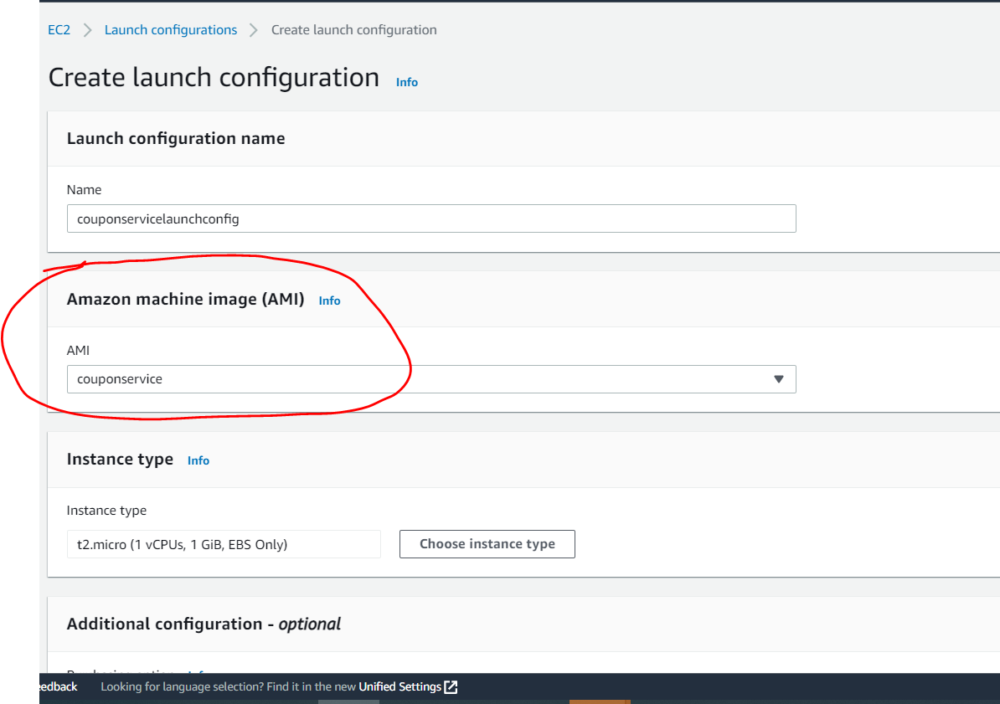 EC2 > Launch configurations > Create launch configuration
Create launch configuration Info
Launch configuration name
Name
couponservicelaunchconfig
Amazon machine image (AMI) Info
AMI
couponservice
Instance type Info
Instance type
t2.micro (1 vCPUs, 1 GiB, EBS Only) Choose instance type
Additional configuration - optional
eedback Looking for language selection? Find it in the new Unified Settings